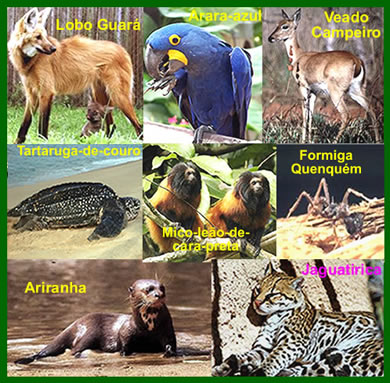 Lobo Guará
Arara-azul
Veado
Campeiro
Tartaruga-de-couro
Mico-leão-de-
cara-preta
Formiga
Quenquém
Ariranha
Jaguatirica